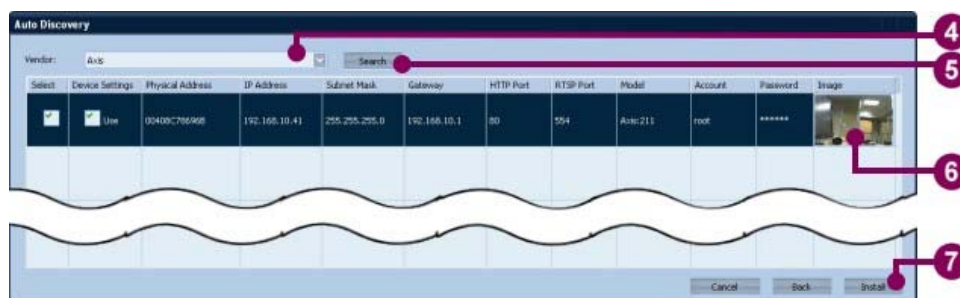 Auto Discovery
4
Vendor: Axis Search
5
Select Device Settings Physical Address IP Address Subnet Mask Gateway HTTP Port RTSP Port Model Account Password Image
Use 00408C786968 192.168.10.41 255.255.255.0 192.168.10.1 80 554 Axis:211 root ******
6
7
Cancel Back Install